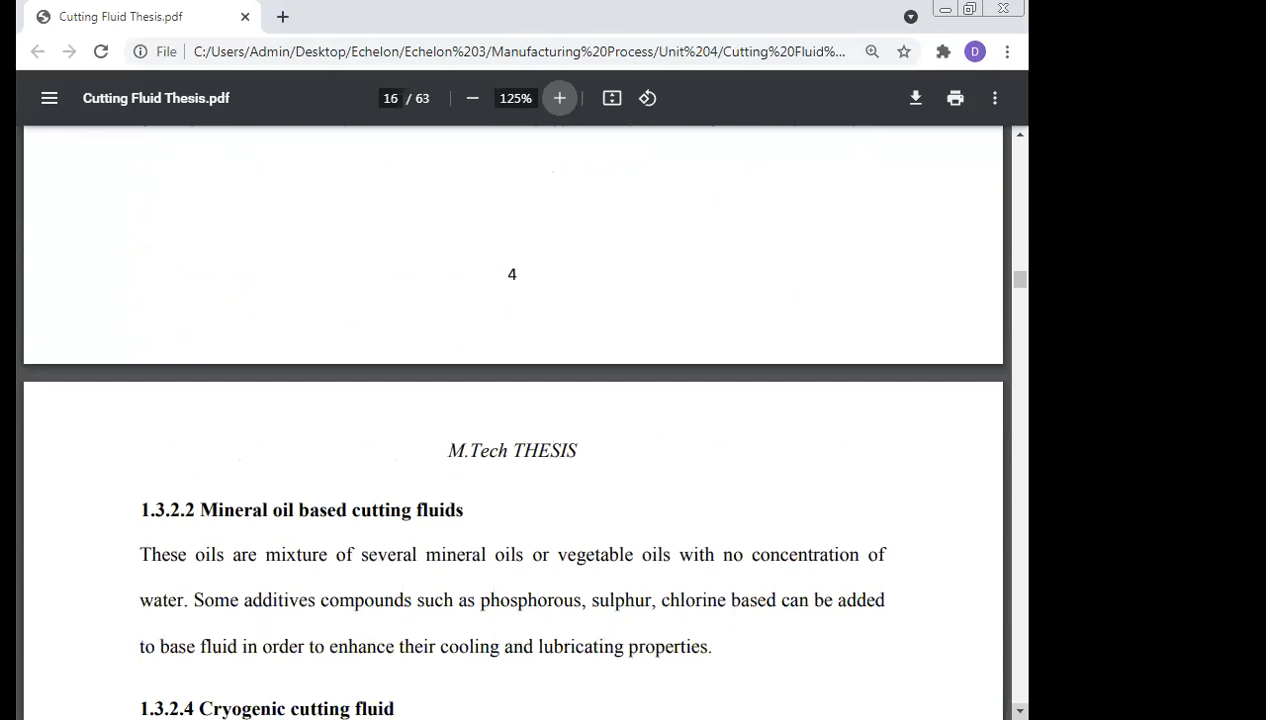 Cutting Fluid Thesis.pdf
File C:/Users/Admin/Desktop/Echelon/Echelon%203/Manufacturing%20Process/Unit%204/Cutting%20Fluid%...
D
Cutting Fluid Thesis.pdf 16 / 63 125%
4
M.Tech THESIS
1.3.2.2 Mineral oil based cutting fluids
These oils are mixture of several mineral oils or vegetable oils with no concentration of
water. Some additives compounds such as phosphorous, sulphur, chlorine based can be added
to base fluid in order to enhance their cooling and lubricating properties.
1.3.2.4 Cryogenic cutting fluid